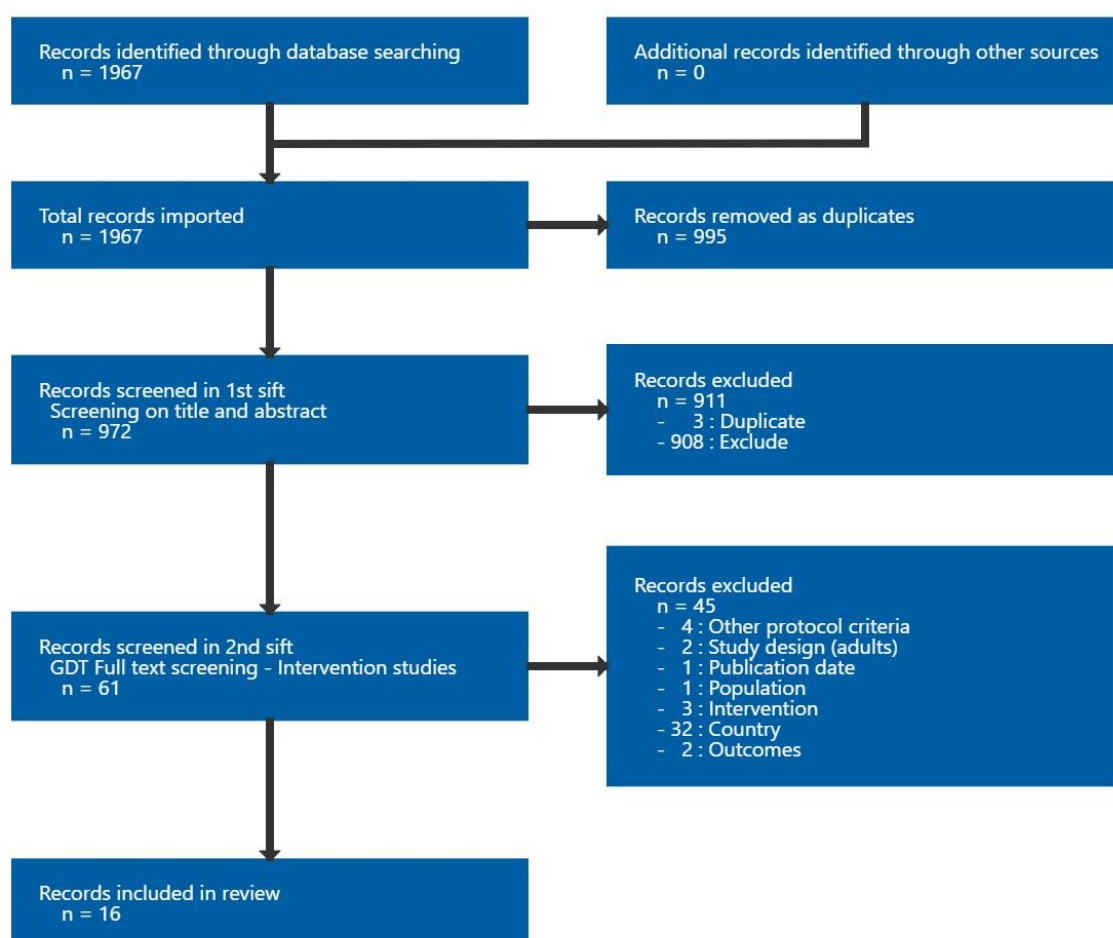 Records identified through database searching
n = 1967
Additional records identified through other sources
n = 0
Total records imported
n = 1967
Records removed as duplicates
n = 995
Records screened in 1st sift
Screening on title and abstract
n = 972
Records excluded
n = 911
- 3 : Duplicate
- 908 : Exclude
Records screened in 2nd sift
GDT Full text screening - Intervention studies
n = 61
Records excluded
n = 45
- 4 : Other protocol criteria
- 2 : Study design (adults)
- 1 : Publication date
- 1 : Population
- 3 : Intervention
- 32 : Country
- 2 : Outcomes
Records included in review
n = 16